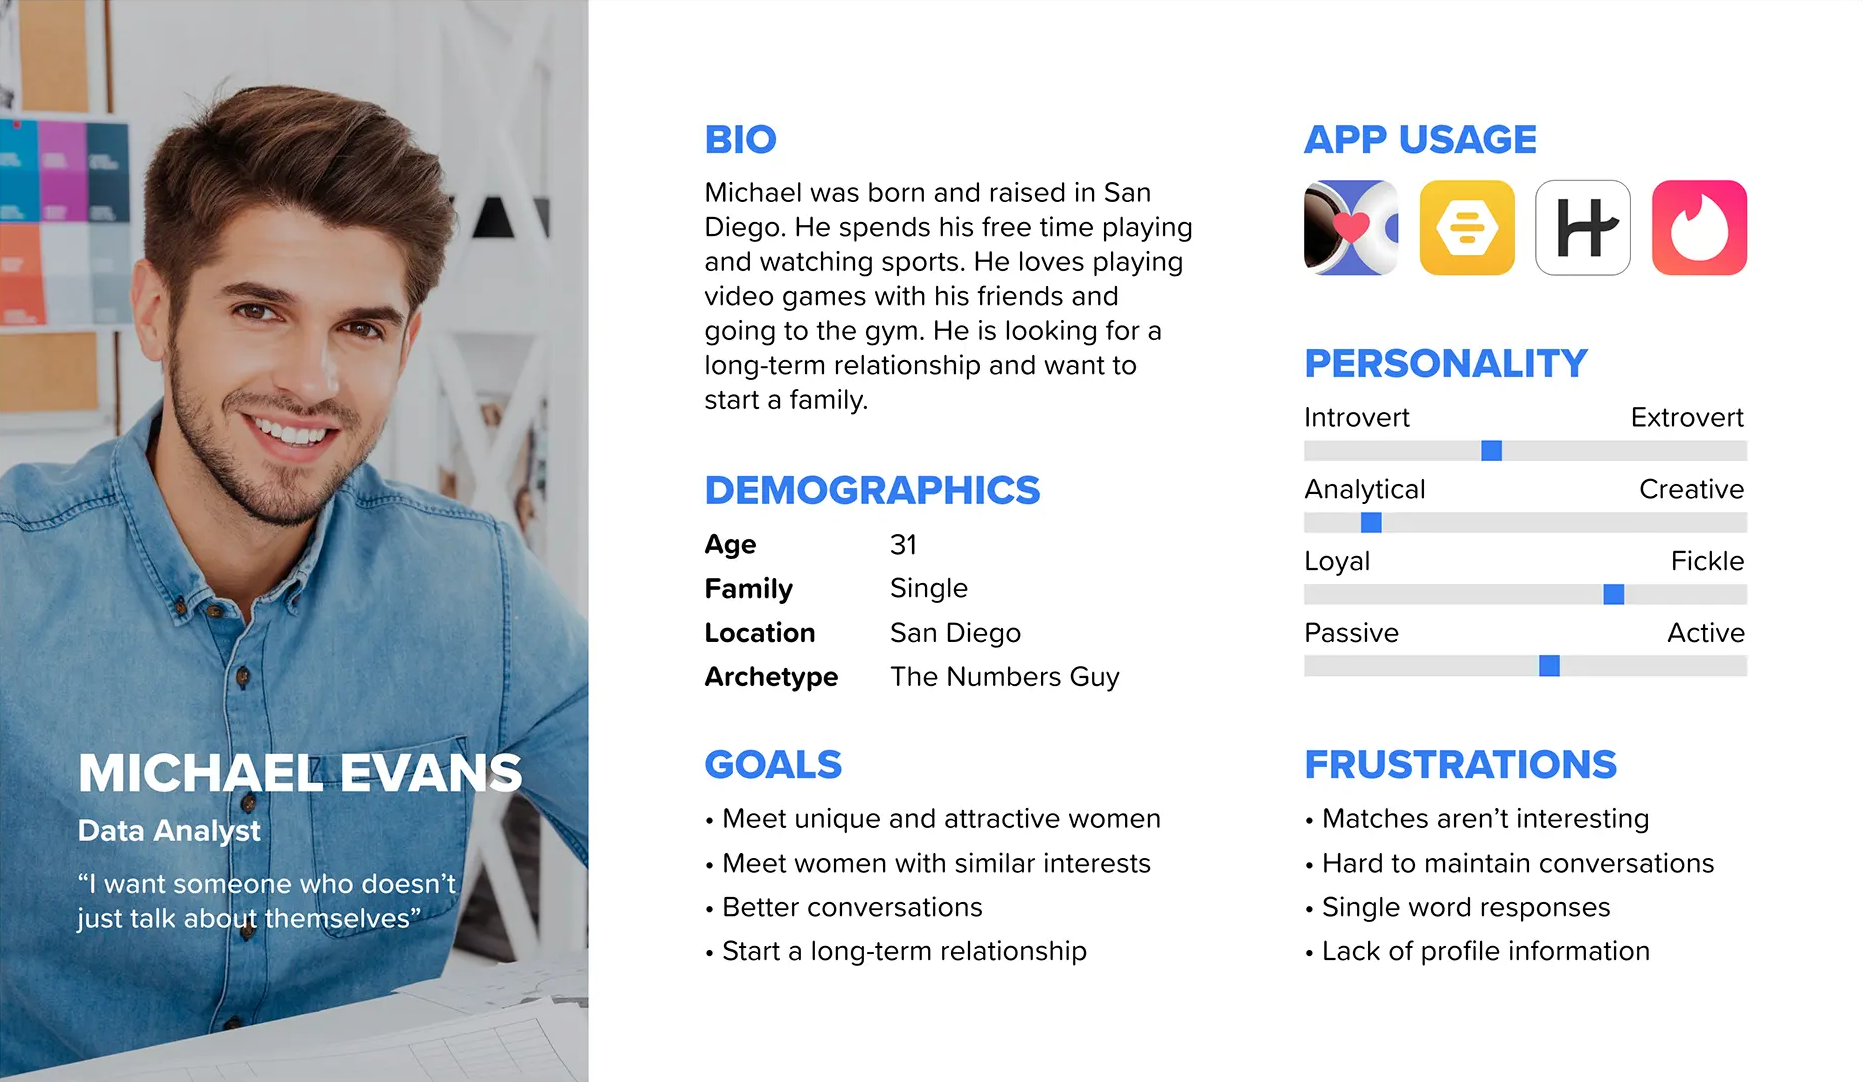 MICHAEL EVANS
Data Analyst
“I want someone who doesn’t
just talk about themselves”
BIO
Michael was born and raised in San
Diego. He spends his free time playing
and watching sports. He loves playing
video games with his friends and
going to the gym. He is looking for a
long-term relationship and want to
start a family.
DEMOGRAPHICS
Age 31
Family Single
Location San Diego
Archetype The Numbers Guy
GOALS
• Meet unique and attractive women
• Meet women with similar interests
• Better conversations
• Start a long-term relationship
APP USAGE
PERSONALITY
Introvert Extrovert
Analytical Creative
Loyal Fickle
Passive Active
FRUSTRATIONS
• Matches aren’t interesting
• Hard to maintain conversations
• Single word responses
• Lack of profile information